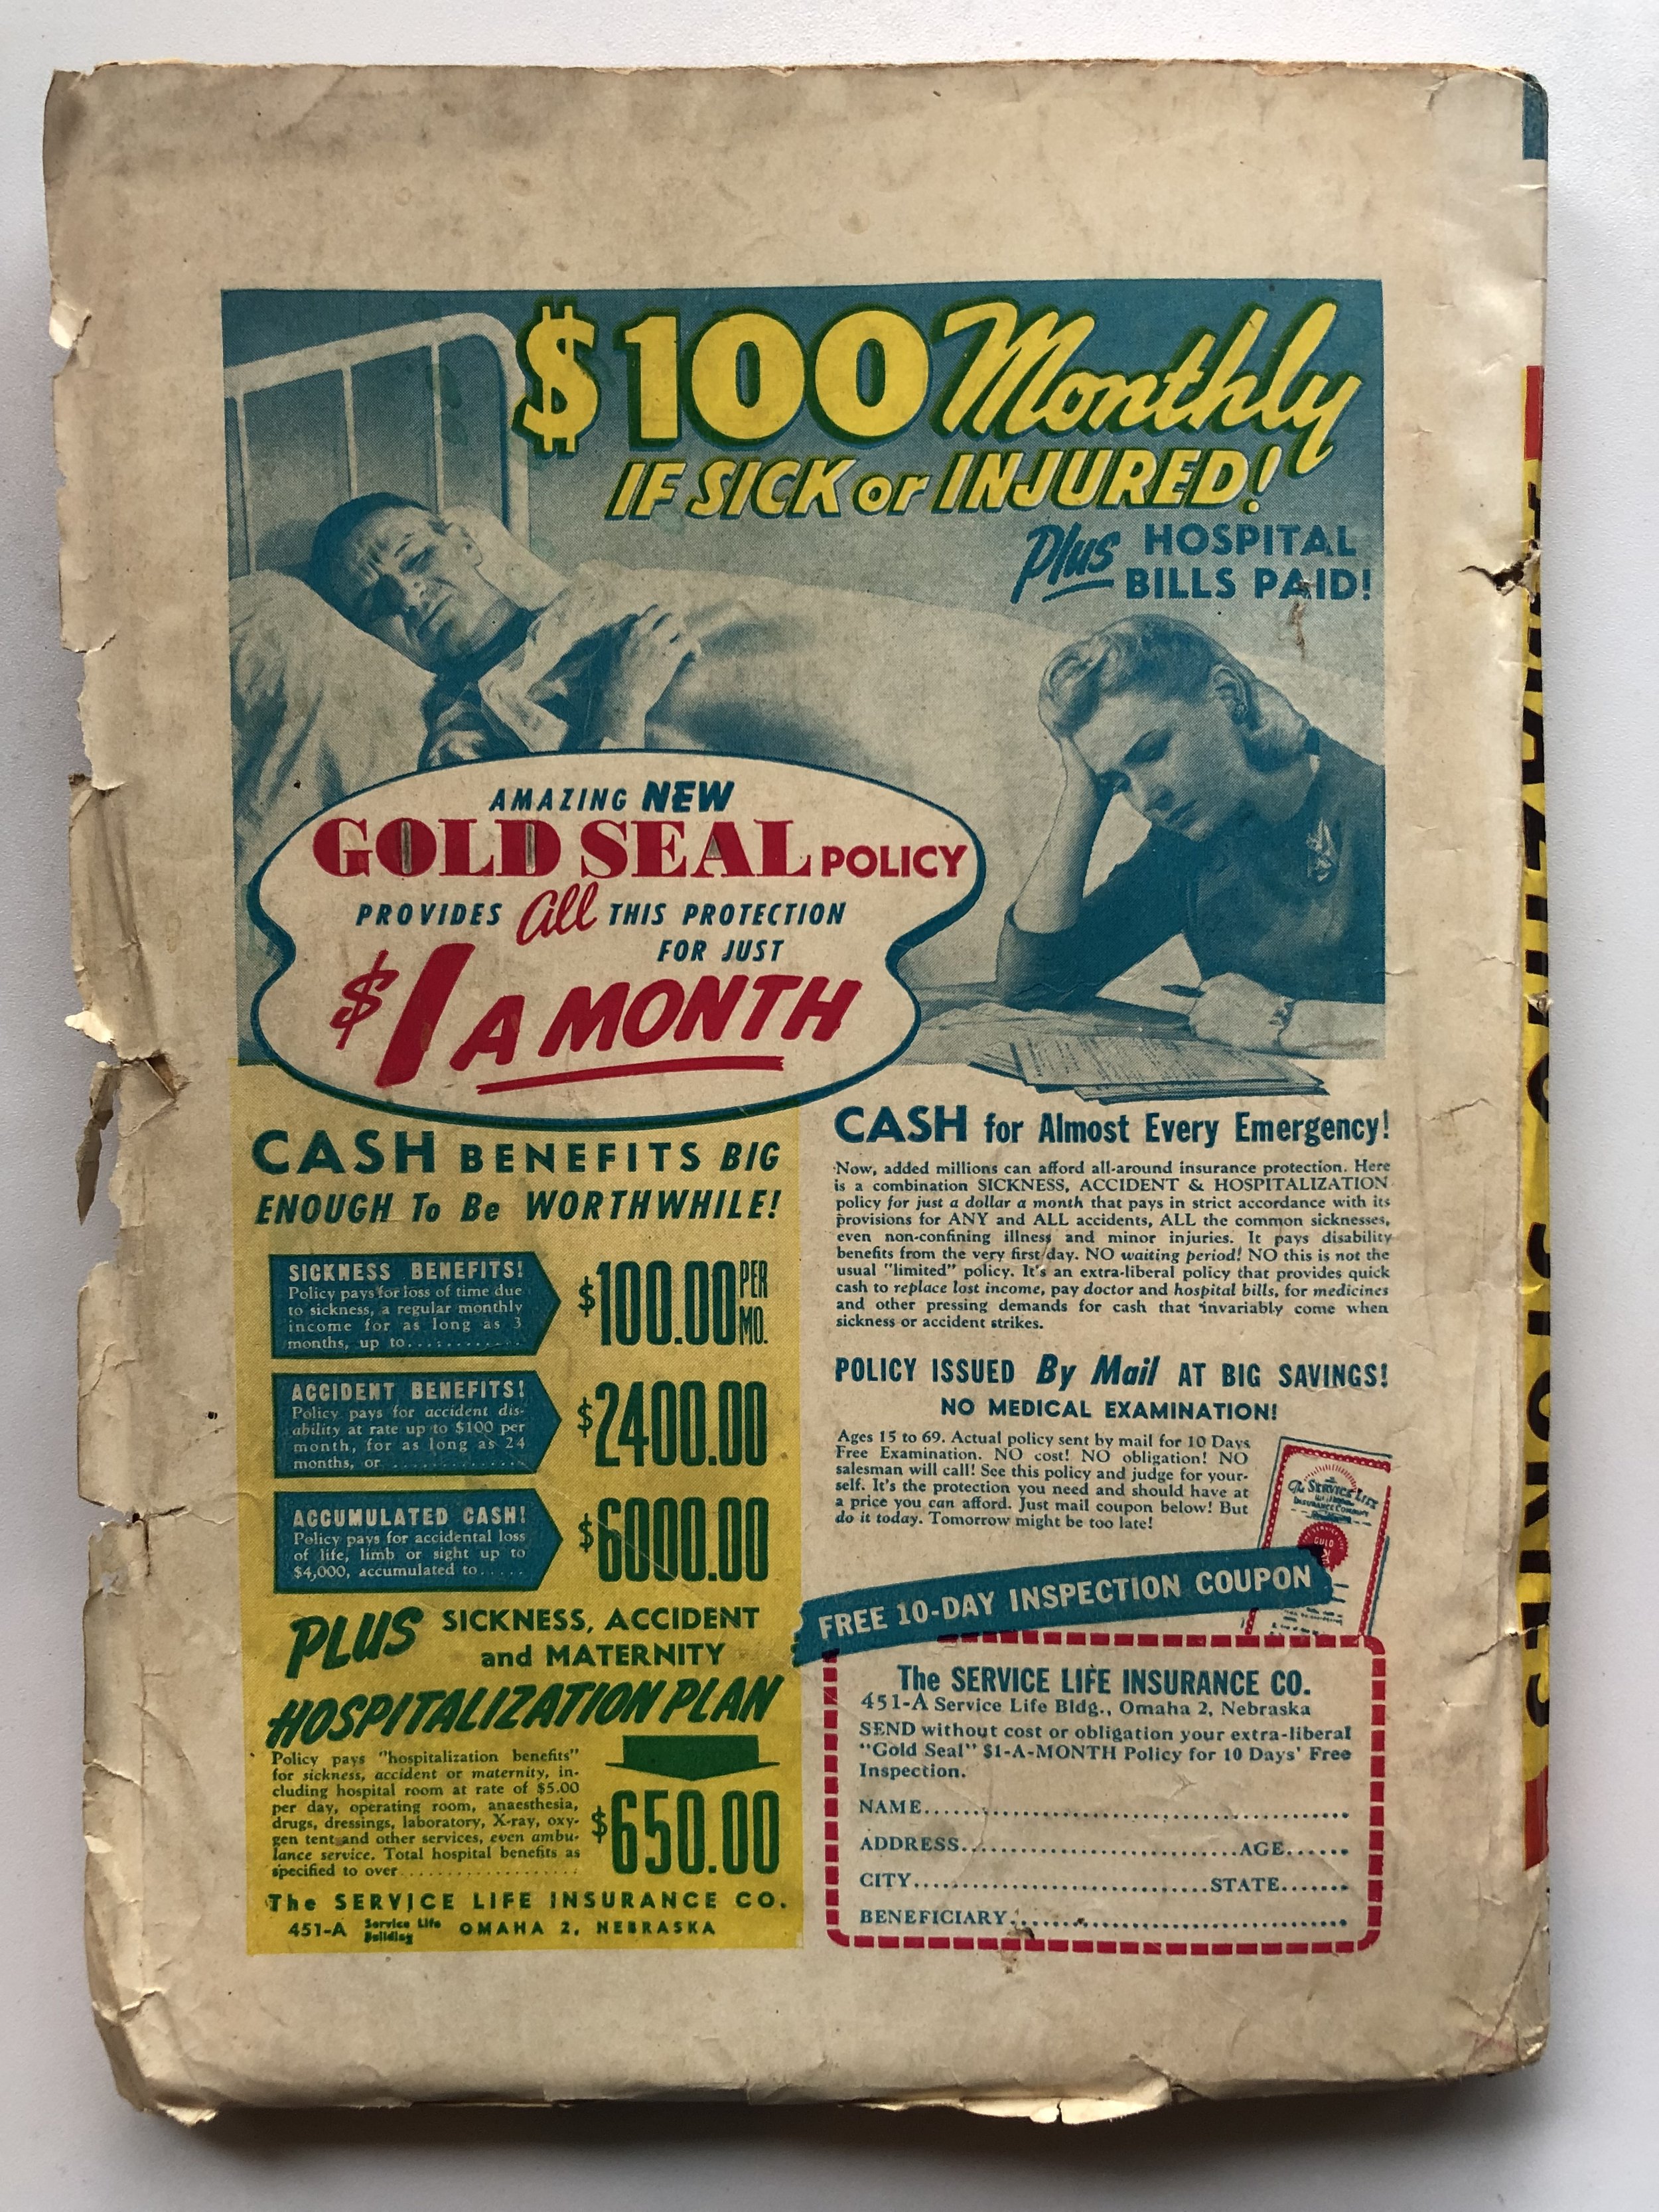 $100 Monthly
IF SICK or INJURED!
Plus HOSPITAL
BILLS PAID!
AMAZING NEW
GOLD SEAL POLICY
PROVIDES All THIS PROTECTION
FOR JUST
$1 A MONTH
CASH BENEFITS BIG
ENOUGH To Be WORTHWHILE!
SICKNESS BENEFITS!
Policy pays for loss of time due
to sickness, a regular monthly
income for as long as 3
months, up to............
$100.00 PER
MO.
ACCIDENT BENEFITS!
Policy pays for accident dis-
ability at rate up to $100 per
month, for as long as 24
months, or ..............
$2400.00
ACCUMULATED CASH!
Policy pays for accidental loss
of life, limb or sight up to
$4,000, accumulated to.....
$6000.00
PLUS SICKNESS, ACCIDENT
and MATERNITY
HOSPITALIZATION PLAN
Policy pays "hospitalization benefits"
for sickness, accident or maternity, in-
cluding hospital room at rate of $5.00
per day, operating room, anaesthesia,
drugs, dressings, laboratory, X-ray, oxy-
gen tent and other services, even ambu-
lance service. Total hospital benefits as
specified to over..................
$650.00
The SERVICE LIFE INSURANCE CO.
451-A Service Life
Building OMAHA 2, NEBRASKA
CASH for Almost Every Emergency!
Now, added millions can afford all-around insurance protection. Here
is a combination SICKNESS, ACCIDENT & HOSPITALIZATION
policy for just a dollar a month that pays in strict accordance with its
provisions for ANY and ALL accidents, ALL the common sicknesses,
even non-confining illness and minor injuries. It pays disability
benefits from the very first day. NO waiting period! NO this is not the
usual "limited" policy. It's an extra-liberal policy that provides quick
cash to replace lost income, pay doctor and hospital bills, for medicines
and other pressing demands for cash that invariably come when
sickness or accident strikes.
POLICY ISSUED By Mail AT BIG SAVINGS!
NO MEDICAL EXAMINATION!
Ages 15 to 69. Actual policy sent by mail for 10 Days
Free Examination. NO cost! NO obligation! NO
salesman will call! See this policy and judge for your-
self. It's the protection you need and should have at
a price you can afford. Just mail coupon below! But
do it today. Tomorrow might be too late!
The SERVICE LIFE
INSURANCE COMPANY
GOLD
FREE 10-DAY INSPECTION COUPON
The SERVICE LIFE INSURANCE CO.
451-A Service Life Bldg., Omaha 2, Nebraska
SEND without cost or obligation your extra-liberal
"Gold Seal" $1-A-MONTH Policy for 10 Days' Free
Inspection.
NAME..............................................
ADDRESS..............................AGE......
CITY................................STATE.......
BENEFICIARY.....................................